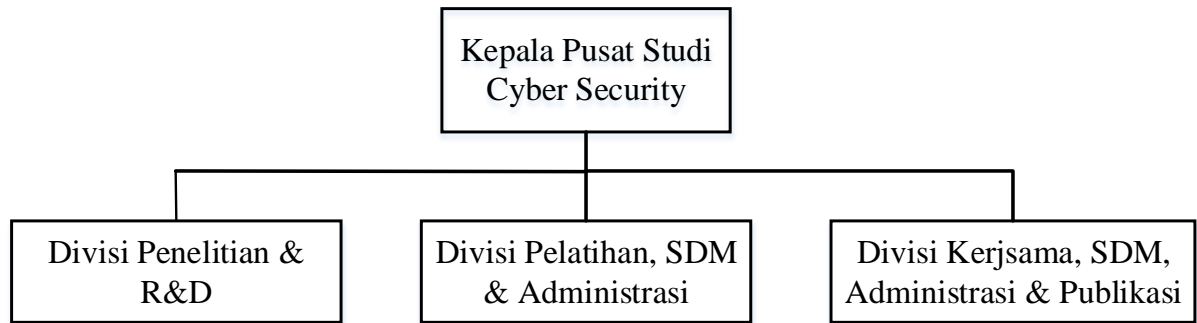 Kepala Pusat Studi
Cyber Security
Divisi Penelitian &
R&D
Divisi Pelatihan, SDM
& Administrasi
Divisi Kerjsama, SDM,
Administrasi & Publikasi